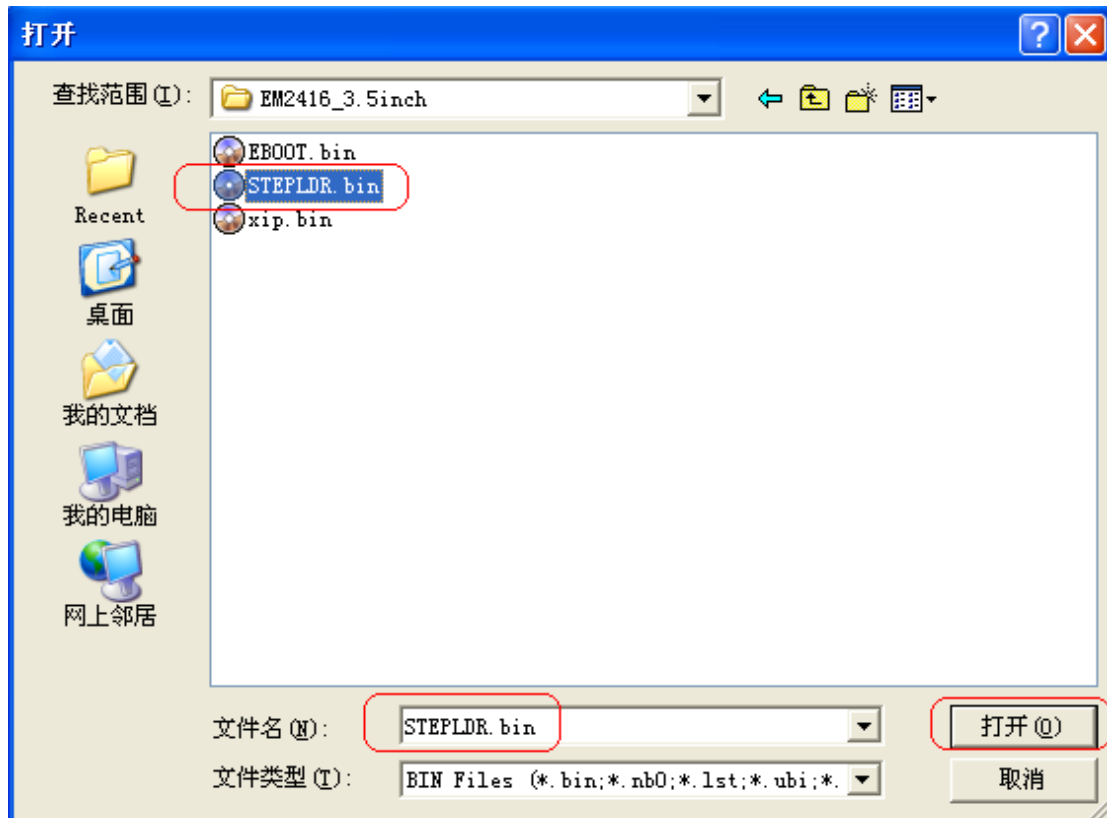 打开
查找范围(I):
EM2416_3.5inch
EBOOT.bin
STEPLDR.bin
xip.bin
Recent
桌面
我的文档
我的电脑
网上邻居
文件名(N):
STEPLDR.bin
打开(O)
文件类型(T):
BIN Files (*.bin;*.nb0;*.lst;*.ubi;*.
取消